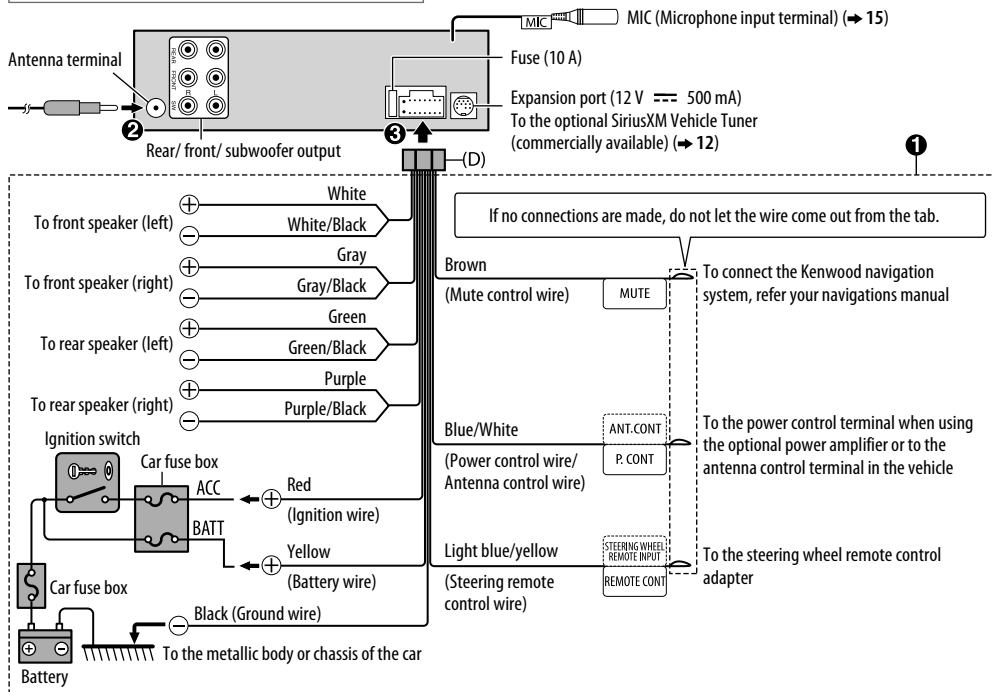 MIC
MIC (Microphone input terminal) (➜ 15)
Antenna terminal
REAR
FRONT
SW
R
L
Fuse (10 A)
Expansion port (12 V ⎓ 500 mA)
To the optional SiriusXM Vehicle Tuner
(commercially available) (➜ 12)
❷
❸
❶
Rear/ front/ subwoofer output
(D)
If no connections are made, do not let the wire come out from the tab.
To front speaker (left)
⊕
White
⊖
White/Black
To front speaker (right)
⊕
Gray
⊖
Gray/Black
To rear speaker (left)
⊕
Green
⊖
Green/Black
To rear speaker (right)
⊕
Purple
⊖
Purple/Black
Brown
(Mute control wire)
MUTE
To connect the Kenwood navigation
system, refer your navigations manual
Blue/White
(Power control wire/
Antenna control wire)
ANT.CONT
P. CONT
To the power control terminal when using
the optional power amplifier or to the
antenna control terminal in the vehicle
Light blue/yellow
(Steering remote
control wire)
STEERING WHEEL
REMOTE INPUT
REMOTE CONT
To the steering wheel remote control
adapter
Ignition switch
Car fuse box
ACC
⊕
Red
(Ignition wire)
BATT
⊕
Yellow
(Battery wire)
Car fuse box
⊖
Black (Ground wire)
To the metallic body or chassis of the car
⊕
⊖
Battery